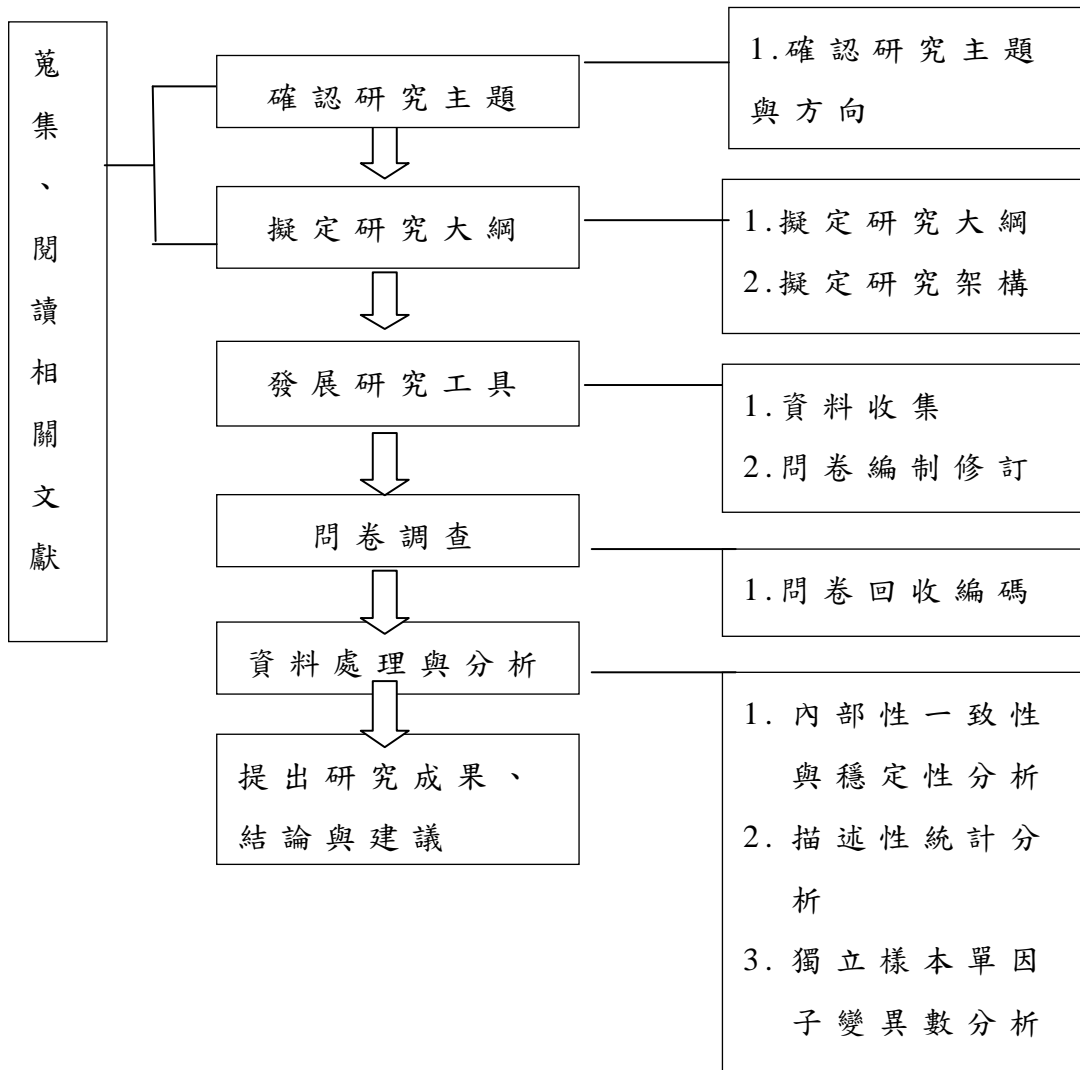 蒐集、閱讀相關文獻
確認研究主題
1.確認研究主題
與方向
擬定研究大綱
1.擬定研究大綱
2.擬定研究架構
發展研究工具
1.資料收集
2.問卷編制修訂
問卷調查
1.問卷回收編碼
資料處理與分析
1. 內部性一致性
與穩定性分析
2. 描述性統計分
析
3. 獨立樣本單因
子變異數分析
提出研究成果、
結論與建議